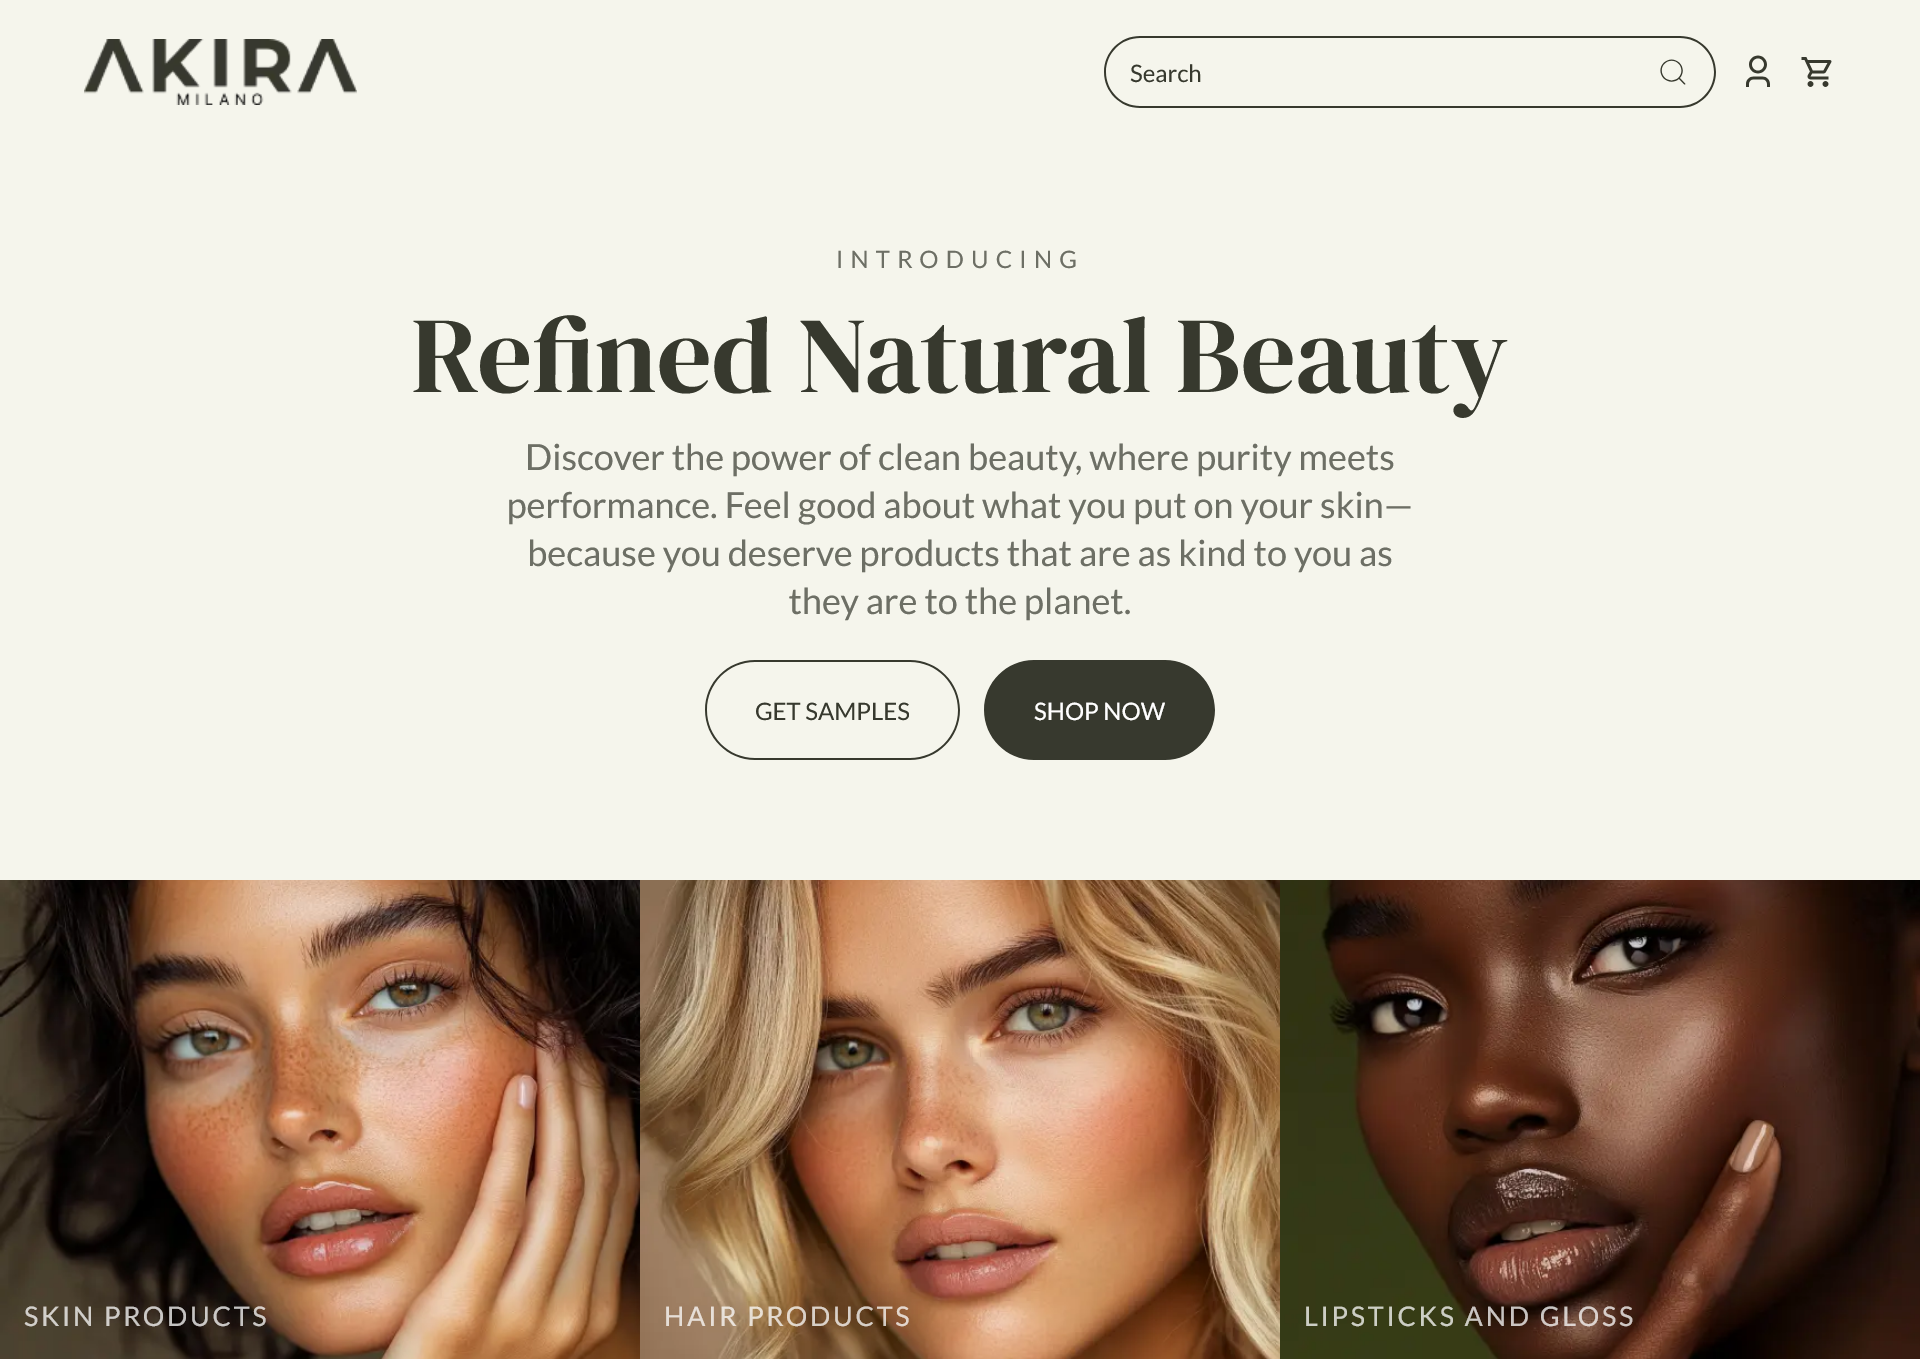 AKIRA
MILANO
Search
INTRODUCING
Refined Natural Beauty
Discover the power of clean beauty, where purity meets
performance. Feel good about what you put on your skin—
because you deserve products that are as kind to you as
they are to the planet.
GET SAMPLES
SHOP NOW
SKIN PRODUCTS
HAIR PRODUCTS
LIPSTICKS AND GLOSS